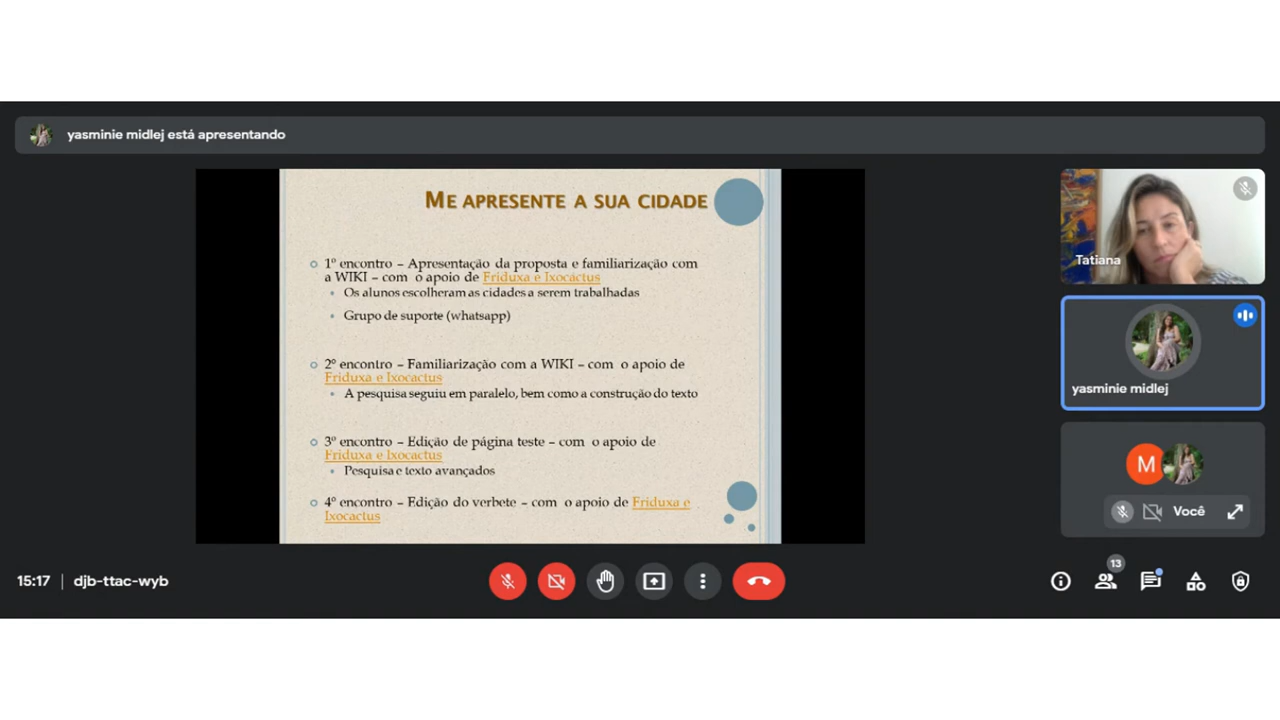 yasminie midlej está apresentando
ME APRESENTE A SUA CIDADE
1º encontro – Apresentação da proposta e familiarização com
a WIKI – com o apoio de Friduxa e Ixocactus
Os alunos escolheram as cidades a serem trabalhadas
Grupo de suporte (whatsapp)
2º encontro – Familiarização com a WIKI – com o apoio de
Friduxa e Ixocactus
A pesquisa seguiu em paralelo, bem como a construção do texto
3º encontro – Edição de página teste – com o apoio de
Friduxa e Ixocactus
Pesquisa e texto avançados
4º encontro – Edição do verbete – com o apoio de Friduxa e
Ixocactus
Tatiana
yasminie midlej
M
Você
15:17 | djb-ttac-wyb
13